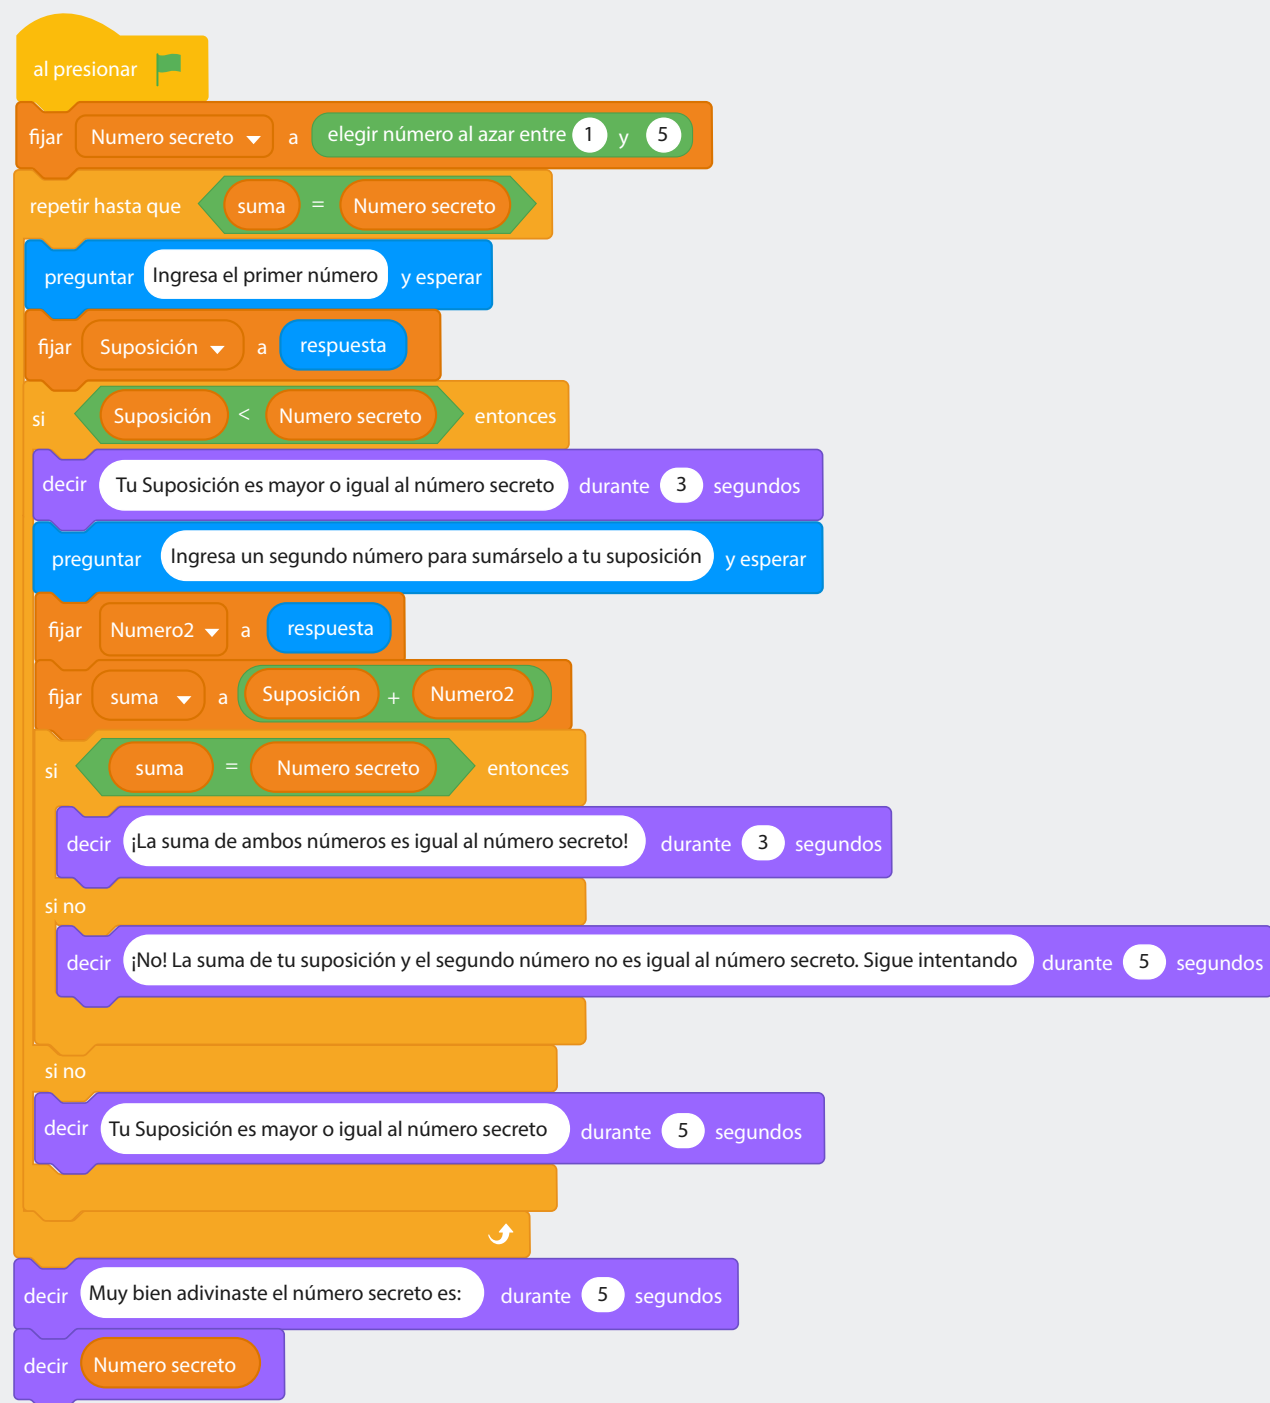 al presionar
fijar Numero secreto a elegir número al azar entre 1 y 5
repetir hasta que suma = Numero secreto
preguntar Ingresa el primer número y esperar
fijar Suposición a respuesta
si Suposición < Numero secreto entonces
decir Tu Suposición es mayor o igual al número secreto durante 3 segundos
preguntar Ingresa un segundo número para sumárselo a tu suposición y esperar
fijar Numero2 a respuesta
fijar suma a Suposición + Numero2
si suma = Numero secreto entonces
decir ¡La suma de ambos números es igual al número secreto! durante 3 segundos
si no
decir ¡No! La suma de tu suposición y el segundo número no es igual al número secreto. Sigue intentando durante 5 segundos
si no
decir Tu Suposición es mayor o igual al número secreto durante 5 segundos
decir Muy bien adivinaste el número secreto es: durante 5 segundos
decir Numero secreto